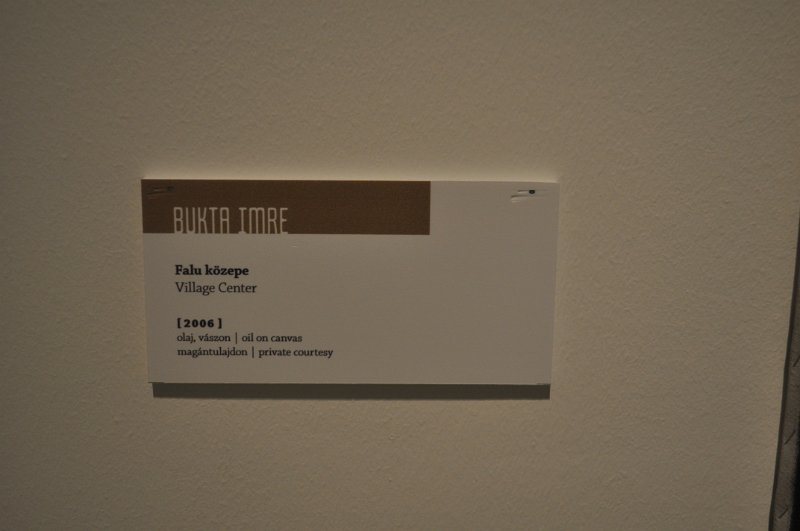 BUKTA IMRE
Falu közepe
Village Center
[2006]
olaj, vászon | oil on canvas
magántulajdon | private courtesy